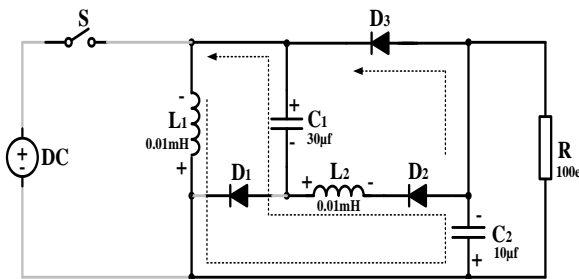 S
D3
- + L1 0.01mH
+ - C1 30µf
DC + -
D1
L2 + - 0.01mH
D2
- + C2 10µf
R 100e